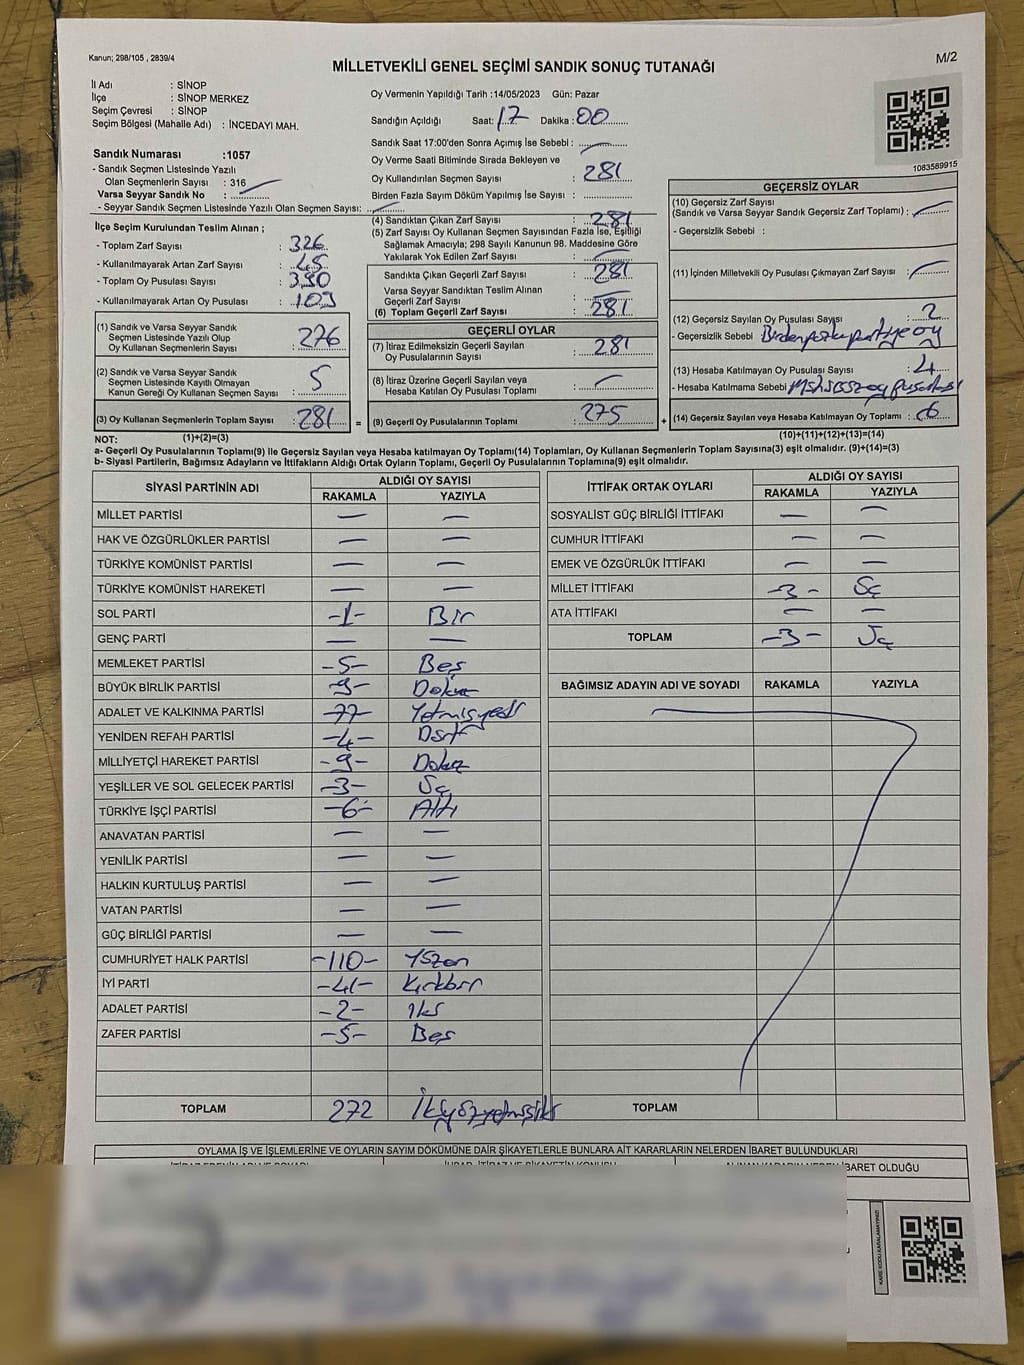 Kanun; 298/105 , 2839/4
M/2
MİLLETVEKİLİ GENEL SEÇİMİ SANDIK SONUÇ TUTANAĞI
İl Adı : SİNOP
İlçe : SİNOP MERKEZ
Seçim Çevresi : SİNOP
Seçim Bölgesi (Mahalle Adı) : İNCEDAYI MAH.
Sandık Numarası :1057
- Sandık Seçmen Listesinde Yazılı
Olan Seçmenlerin Sayısı : 316
Varsa Seyyar Sandık No :
- Seyyar Sandık Seçmen Listesinde Yazılı Olan Seçmen Sayısı:
Oy Vermenin Yapıldığı Tarih :14/05/2023 Gün: Pazar
Sandığın Açıldığı Saat: 17 Dakika : 00
Sandık Saat 17:00'den Sonra Açımış İse Sebebi :
Oy Verme Saati Bitiminde Sırada Bekleyen ve
Oy Kullandırılan Seçmen Sayısı : 281
Birden Fazla Sayım Döküm Yapılmış İse Sayısı :
1083589915
İlçe Seçim Kurulundan Teslim Alınan ;
- Toplam Zarf Sayısı : 326
- Kullanılmayarak Artan Zarf Sayısı : 45
- Toplam Oy Pusulası Sayısı :
- Kullanılmayarak Artan Oy Pusulası : 103
(1) Sandık ve Varsa Seyyar Sandık
Seçmen Listesinde Yazılı Olup
Oy Kullanan Seçmenlerin Sayısı : 276
(2) Sandık ve Varsa Seyyar Sandık
Seçmen Listesinde Kayıtlı Olmayan
Kanun Gereği Oy Kullanan Seçmen Sayısı : 5
(3) Oy Kullanan Seçmenlerin Toplam Sayısı : 281
(4) Sandıktan Çıkan Zarf Sayısı : 281
(5) Zarf Sayısı Oy Kullanan Seçmen Sayısından Fazla İse, Eşitliği
Sağlamak Amacıyla; 298 Sayılı Kanunun 98. Maddesine Göre
Yakılarak Yok Edilen Zarf Sayısı :
Sandıkta Çıkan Geçerli Zarf Sayısı : 281
Varsa Seyyar Sandıktan Teslim Alınan
Geçerli Zarf Sayısı :
(6) Toplam Geçerli Zarf Sayısı : 281
GEÇERLİ OYLAR
(7) İtiraz Edilmeksizin Geçerli Sayılan
Oy Pusulalarının Sayısı : 281
(8) İtiraz Üzerine Geçerli Sayılan veya
Hesaba Katılan Oy Pusulası Toplamı :
= (9) Geçerli Oy Pusulalarının Toplamı : 275 +
GEÇERSİZ OYLAR
(10) Geçersiz Zarf Sayısı
(Sandık ve Varsa Seyyar Sandık Geçersiz Zarf Toplamı) :
- Geçersizlik Sebebi :
(11) İçinden Milletvekili Oy Pusulası Çıkmayan Zarf Sayısı :
(12) Geçersiz Sayılan Oy Pusulası : 2
- Geçersizlik Sebebi
(13) Hesaba Katılmayan Oy Pusulası : 4
- Hesaba Katılmama Sebebi Mühürsüz oy pusulası
(14) Geçersiz Sayılan veya Hesaba Katılmayan Oy Toplamı : 6
NOT: (1)+(2)=(3) (10)+(11)+(12)+(13)=(14)
a- Geçerli Oy Pusulalarının Toplamı(9) ile Geçersiz Sayılan veya Hesaba katılmayan Oy Toplamı(14) Toplamları, Oy Kullanan Seçmenlerin Toplam Sayısına(3) eşit olmalıdır. (9)+(14)=(3)
b- Siyasi Partilerin, Bağımsız Adayların ve İttifakların Aldığı Ortak Oyların Toplamı, Geçerli Oy Pusulalarının Toplamına(9) eşit olmalıdır.
SİYASİ PARTİNİN ADI ALDIĞI OY SAYISI
RAKAMLA YAZIYLA
MİLLET PARTİSİ — —
HAK VE ÖZGÜRLÜKLER PARTİSİ — —
TÜRKİYE KOMÜNİST PARTİSİ — —
TÜRKİYE KOMÜNİST HAREKETİ — —
SOL PARTİ -1- Bir
GENÇ PARTİ — —
MEMLEKET PARTİSİ -5- Beş
BÜYÜK BİRLİK PARTİSİ -9- Dokuz
ADALET VE KALKINMA PARTİSİ -77- Yetmişyedi
YENİDEN REFAH PARTİSİ -4- Dört
MİLLİYETÇİ HAREKET PARTİSİ -9- Dokuz
YEŞİLLER VE SOL GELECEK PARTİSİ -3- Üç
TÜRKİYE İŞÇİ PARTİSİ -6- Altı
ANAVATAN PARTİSİ — —
YENİLİK PARTİSİ — —
HALKIN KURTULUŞ PARTİSİ — —
VATAN PARTİSİ — —
GÜÇ BİRLİĞİ PARTİSİ — —
CUMHURİYET HALK PARTİSİ -110- Yüzon
İYİ PARTİ -41- Kırkbir
ADALET PARTİSİ -2- İki
ZAFER PARTİSİ -5- Beş
TOPLAM 272 İkiyüzyetmişiki
İTTİFAK ORTAK OYLARI ALDIĞI OY SAYISI
RAKAMLA YAZIYLA
SOSYALİST GÜÇ BİRLİĞİ İTTİFAKI — —
CUMHUR İTTİFAKI — —
EMEK VE ÖZGÜRLÜK İTTİFAKI — —
MİLLET İTTİFAKI -3- Üç
ATA İTTİFAKI — —
TOPLAM -3- Üç
BAĞIMSIZ ADAYIN ADI VE SOYADI RAKAMLA YAZIYLA
TOPLAM
OYLAMA İŞ VE İŞLEMLERİNE VE OYLARIN SAYIM DÖKÜMÜNE DAİR ŞİKAYETLERLE BUNLARA AİT KARARLARIN NELERDEN İBARET BULUNDUKLARI
İBARET OLDUĞU
KARE KODU KARALAMAYINIZ!